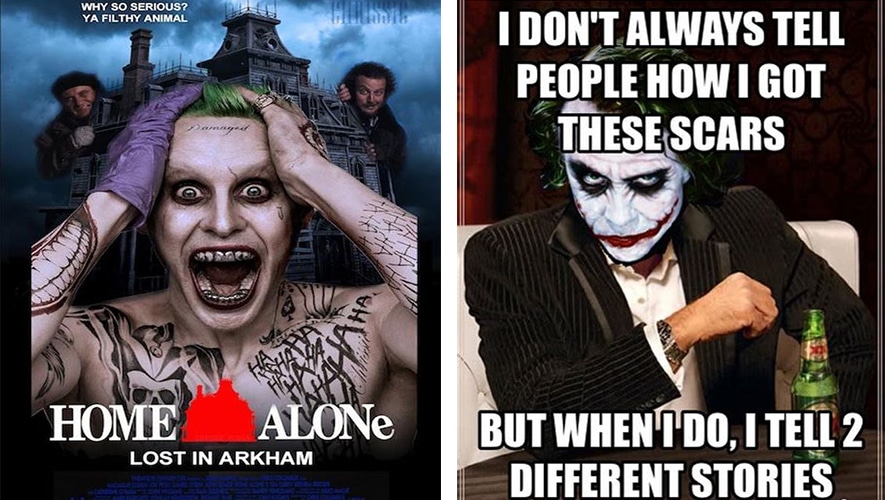 WHY SO SERIOUS?
YA FILTHY ANIMAL
Damaged
HAHAHA
HOME ALONe
LOST IN ARKHAM
I DON'T ALWAYS TELL
PEOPLE HOW I GOT
THESE SCARS
BUT WHEN I DO, I TELL 2
DIFFERENT STORIES